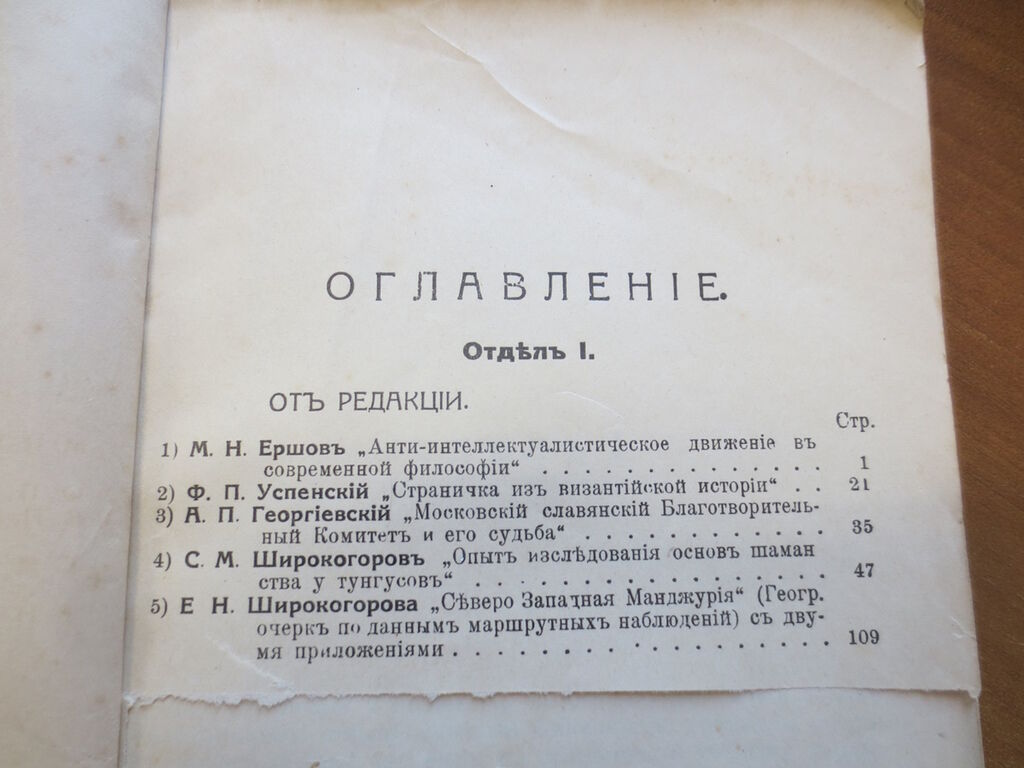 ОГЛАВЛЕНІЕ.
Отдѣлъ I.
ОТЪ РЕДАКЦІИ.
Стр.
1) М. Н. Ершовъ „Анти-интеллектуалистическое движеніе въ
современной философіи“ . . . . . . . . . . . . . . 1
2) Ф. П. Успенскій „Страничка изъ византійской исторіи“ . . 21
3) А. П. Георгіевскій „Московскій славянскій Благотворитель-
ный Комитетъ и его судьба“ . . . . . . . . . . . . 35
4) С. М. Широкогоровъ „Опытъ изслѣдованія основъ шаман
ства у тунгусовъ“ . . . . . . . . . . . . . . . . 47
5) Е Н. Широкогорова „Сѣверо Западная Манджурія“ (Геогр.
очеркъ по даннымъ маршрутныхъ наблюденій) съ дву-
мя приложеніями . . . . . . . . . . . . . . . . . 109